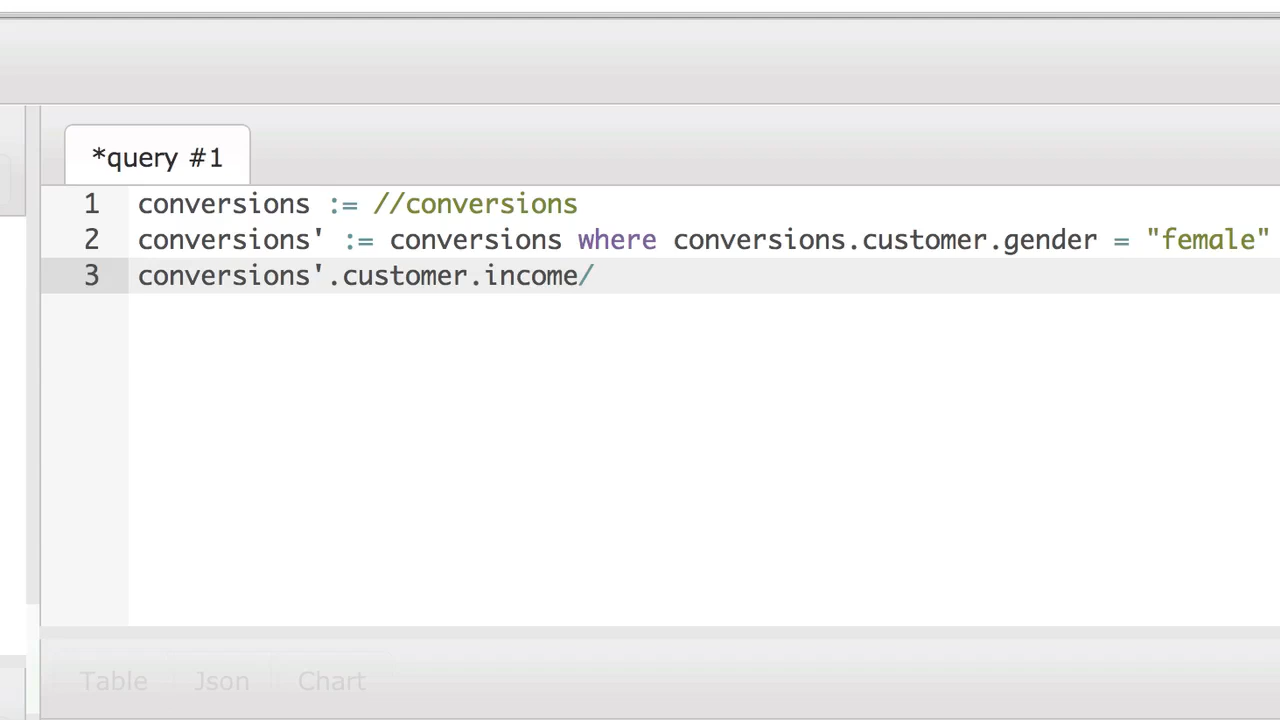 *query #1
1 conversions := //conversions
2 conversions' := conversions where conversions.customer.gender = "female"
3 conversions'.customer.income/
Table Json Chart